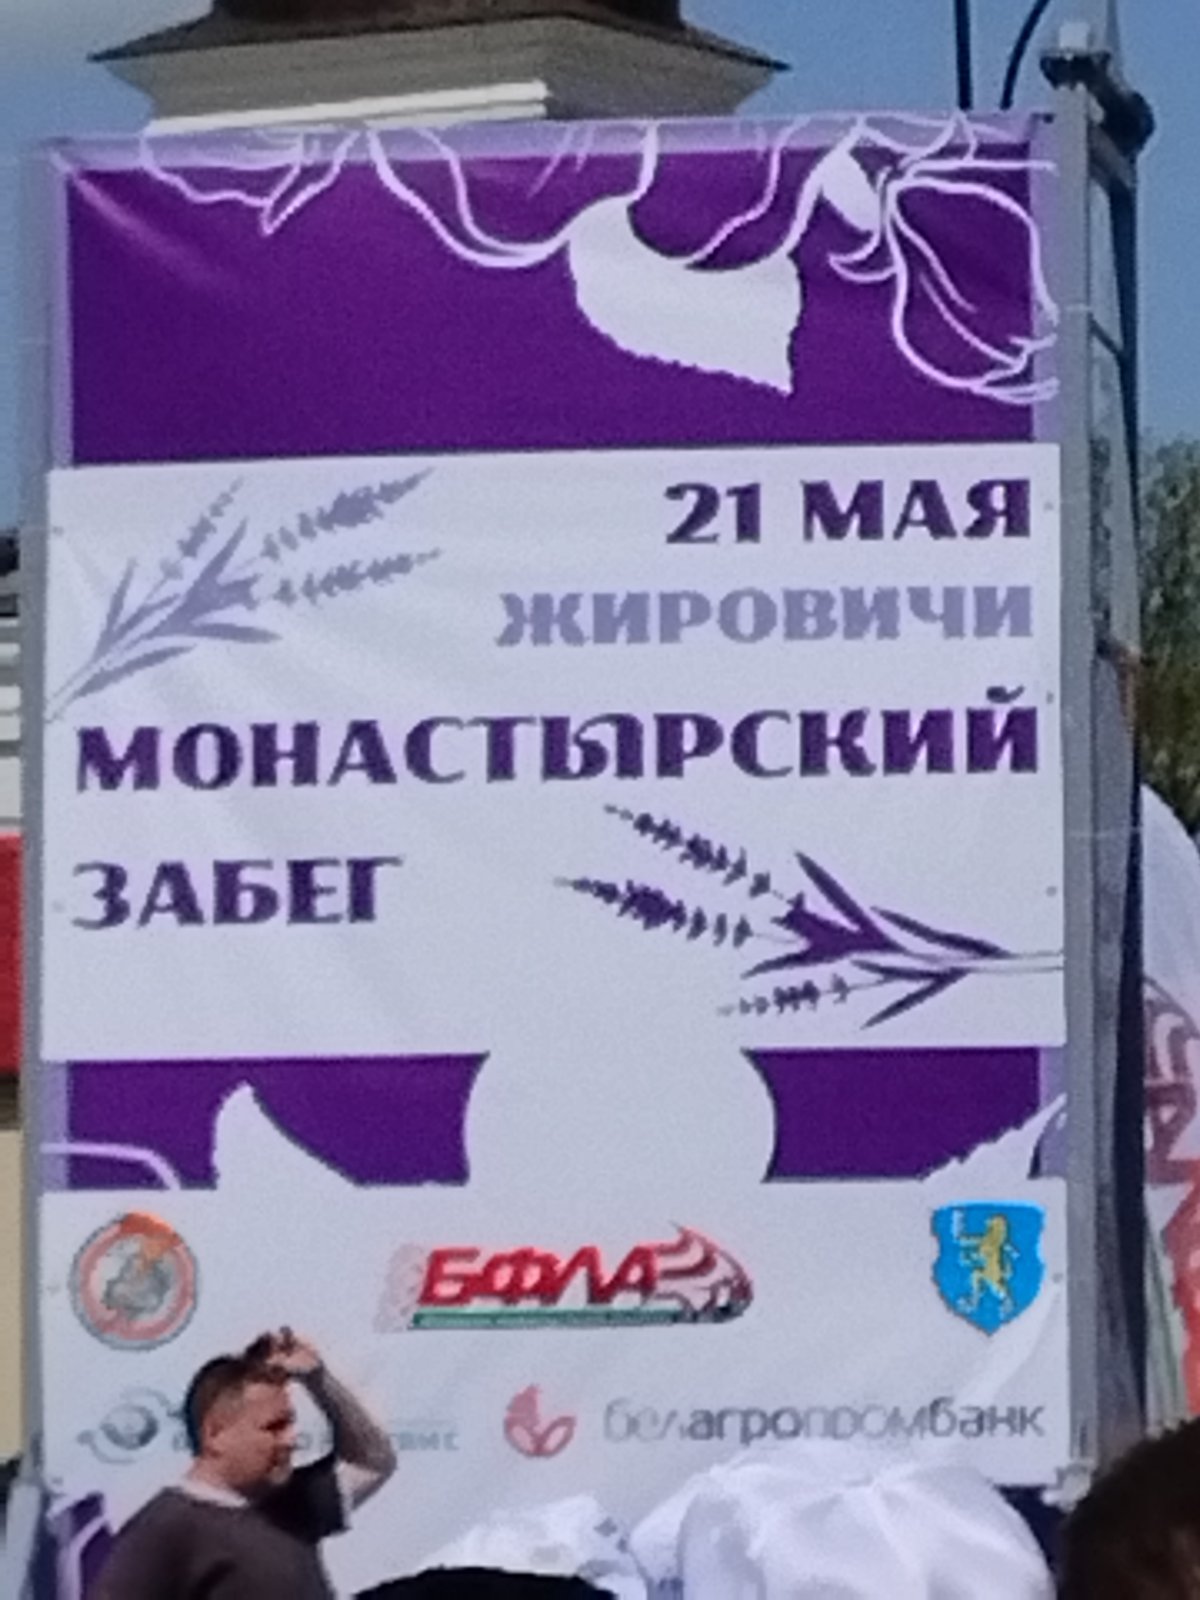 21 МАЯ
ЖИРОВИЧИ
МОНАСТЫРСКИЙ
ЗАБЕГ
БФЛА
белагропромбанк